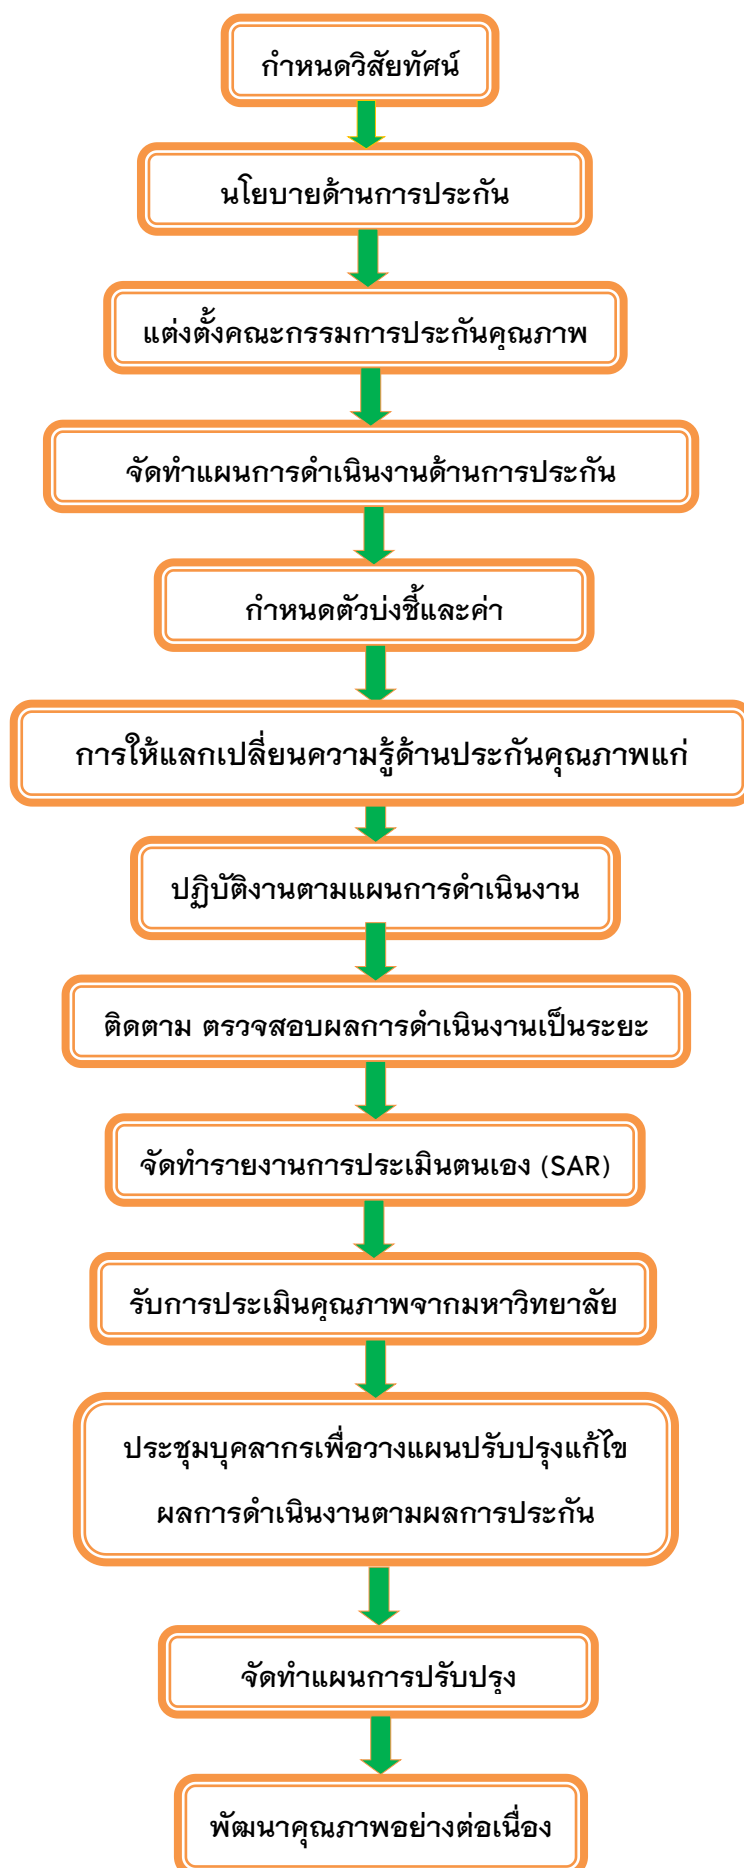 กำหนดวิสัยทัศน์
นโยบายด้านการประกัน
แต่งตั้งคณะกรรมการประกันคุณภาพ
จัดทำแผนการดำเนินงานด้านการประกัน
กำหนดตัวบ่งชี้และค่า
การให้แลกเปลี่ยนความรู้ด้านประกันคุณภาพแก่
ปฏิบัติงานตามแผนการดำเนินงาน
ติดตาม ตรวจสอบผลการดำเนินงานเป็นระยะ
จัดทำรายงานการประเมินตนเอง (SAR)
รับการประเมินคุณภาพจากมหาวิทยาลัย
ประชุมบุคลากรเพื่อวางแผนปรับปรุงแก้ไข
ผลการดำเนินงานตามผลการประกัน
จัดทำแผนการปรับปรุง
พัฒนาคุณภาพอย่างต่อเนื่อง